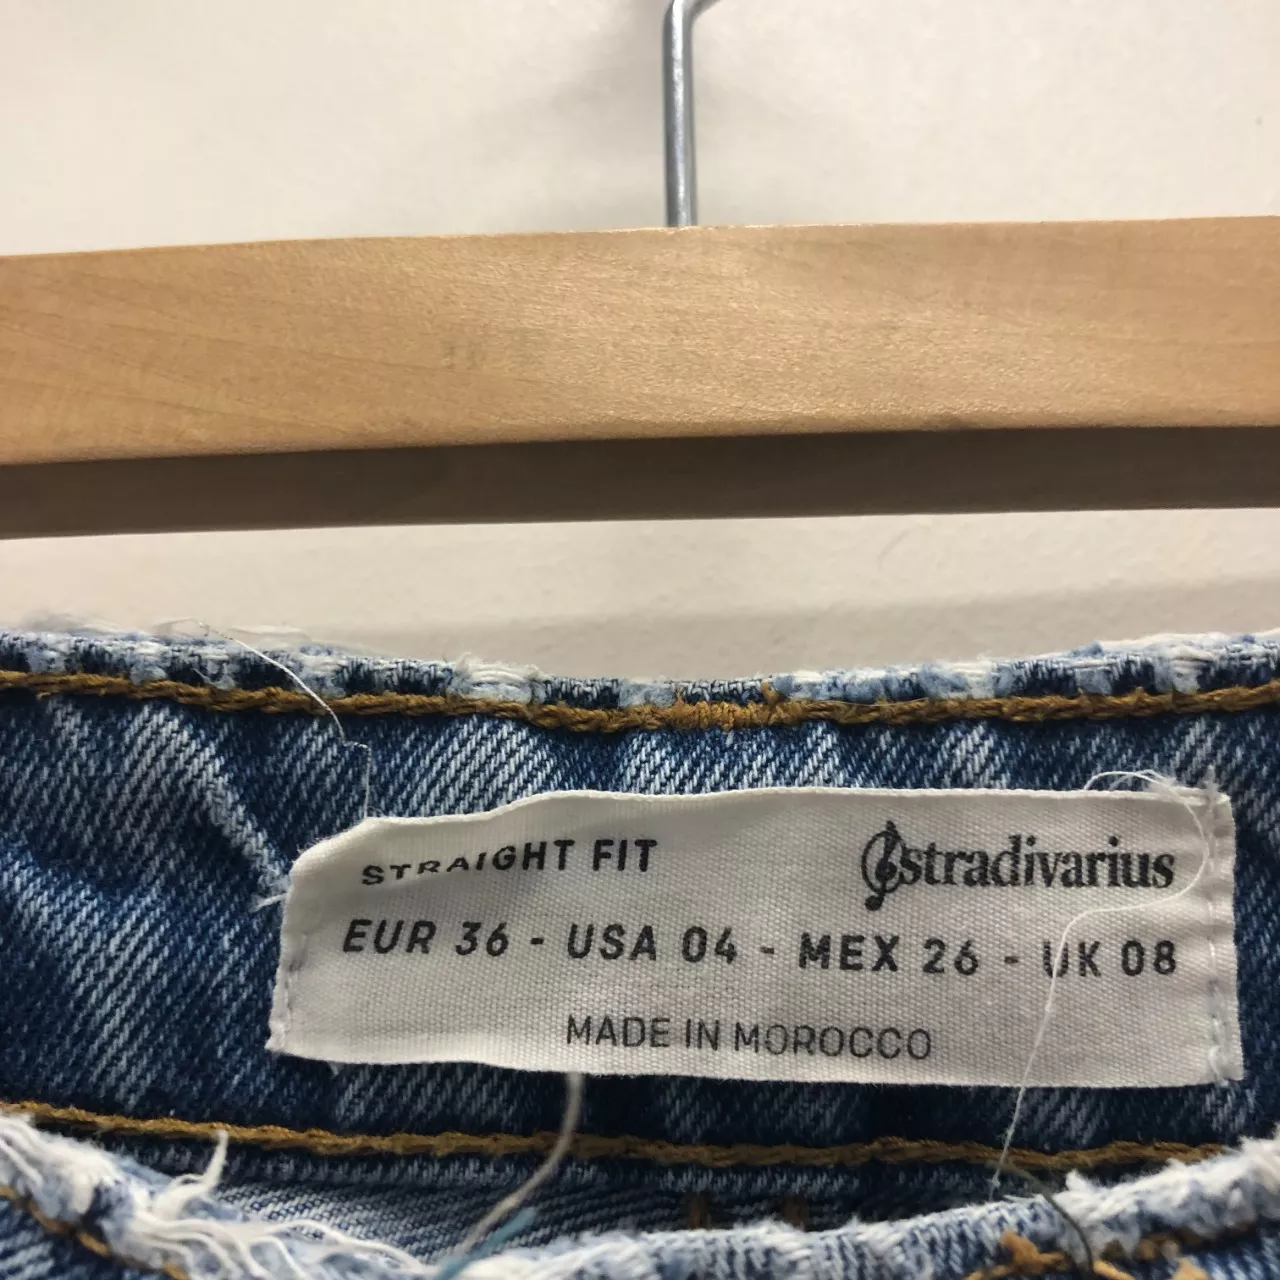 STRAIGHT FIT
stradivarius
EUR 36 - USA 04 - MEX 26 - UK 08
MADE IN MOROCCO